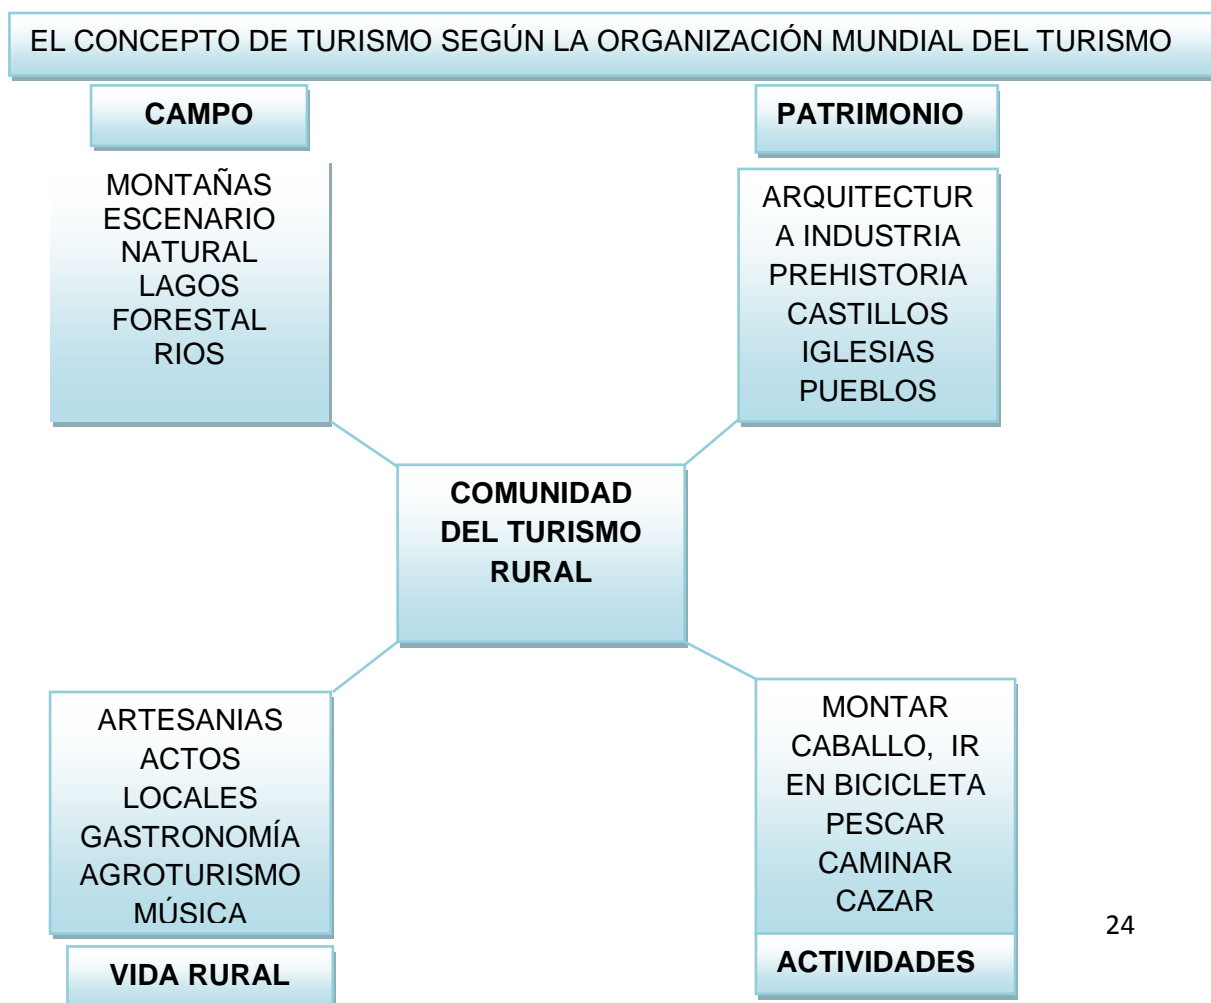 EL CONCEPTO DE TURISMO SEGÚN LA ORGANIZACIÓN MUNDIAL DEL TURISMO
CAMPO
MONTAÑAS
ESCENARIO
NATURAL
LAGOS
FORESTAL
RIOS
PATRIMONIO
ARQUITECTUR
A INDUSTRIA
PREHISTORIA
CASTILLOS
IGLESIAS
PUEBLOS
COMUNIDAD
DEL TURISMO
RURAL
ARTESANIAS
ACTOS
LOCALES
GASTRONOMÍA
AGROTURISMO
MÚSICA
VIDA RURAL
MONTAR
CABALLO, IR
EN BICICLETA
PESCAR
CAMINAR
CAZAR
ACTIVIDADES
24